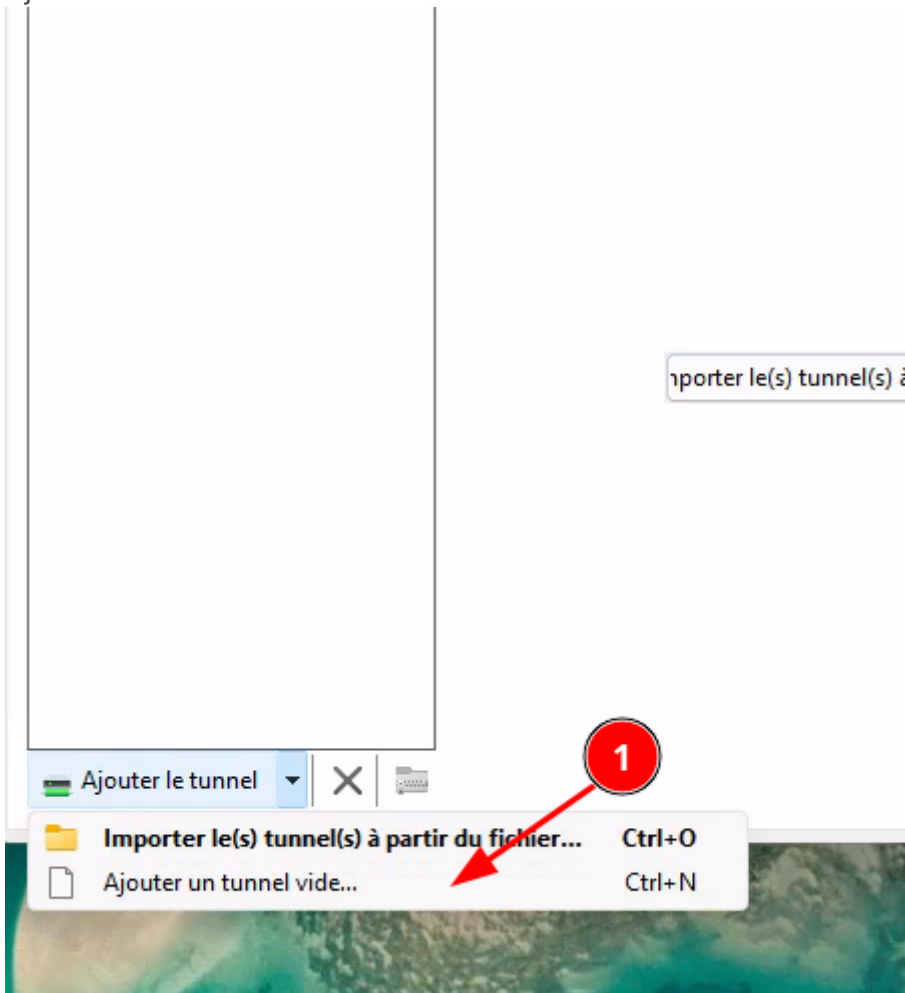 nporter le(s) tunnel(s) à
Ajouter le tunnel
1
Importer le(s) tunnel(s) à partir du fichier... Ctrl+O
Ajouter un tunnel vide... Ctrl+N